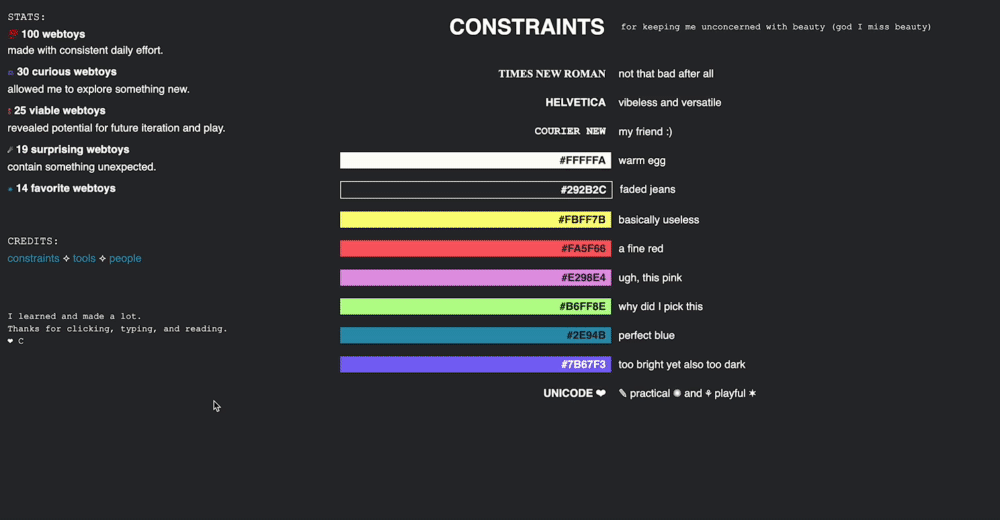 STATS:
💯 100 webtoys
made with consistent daily effort.
30 curious webtoys
allowed me to explore something new.
25 viable webtoys
revealed potential for future iteration and play.
☄ 19 surprising webtoys
contain something unexpected.
✴ 14 favorite webtoys
CREDITS:
constraints ✧ tools ✧ people
I learned and made a lot.
Thanks for clicking, typing, and reading.
❤ C
CONSTRAINTS for keeping me unconcerned with beauty (god I miss beauty)
TIMES NEW ROMAN not that bad after all
HELVETICA vibeless and versatile
COURIER NEW my friend :)
#FFFFFA warm egg
#292B2C faded jeans
#FBFF7B basically useless
#FA5F66 a fine red
#E298E4 ugh, this pink
#B6FF8E why did I pick this
#2E94B perfect blue
#7B67F3 too bright yet also too dark
UNICODE ❤ ✎ practical ✺ and ⚘ playful ✶